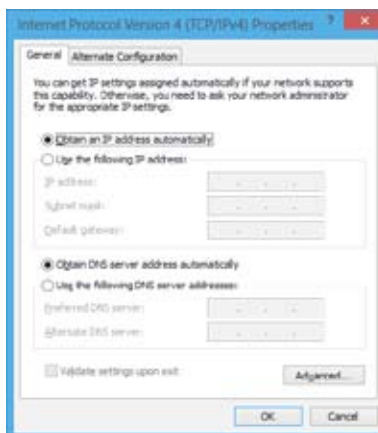 Internet Protocol Version 4 (TCP/IPv4) Properties
General
Alternate Configuration
You can get IP settings assigned automatically if your network supports
this capability. Otherwise, you need to ask your network administrator
for the appropriate IP settings.
Obtain an IP address automatically
Use the following IP address:
IP address:
Subnet mask:
Default gateway:
Obtain DNS server address automatically
Use the following DNS server addresses:
Preferred DNS server:
Alternate DNS server:
Validate settings upon exit
Advanced...
OK
Cancel